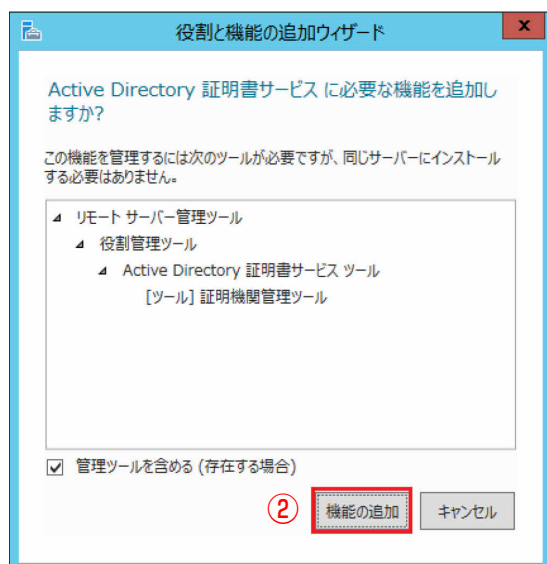 役割と機能の追加ウィザード
x
Active Directory 証明書サービス に必要な機能を追加し
ますか?
この機能を管理するには次のツールが必要ですが、同じサーバーにインストール
する必要はありません。
リモート サーバー管理ツール
役割管理ツール
Active Directory 証明書サービス ツール
[ツール] 証明機関管理ツール
管理ツールを含める (存在する場合)
② 機能の追加 キャンセル